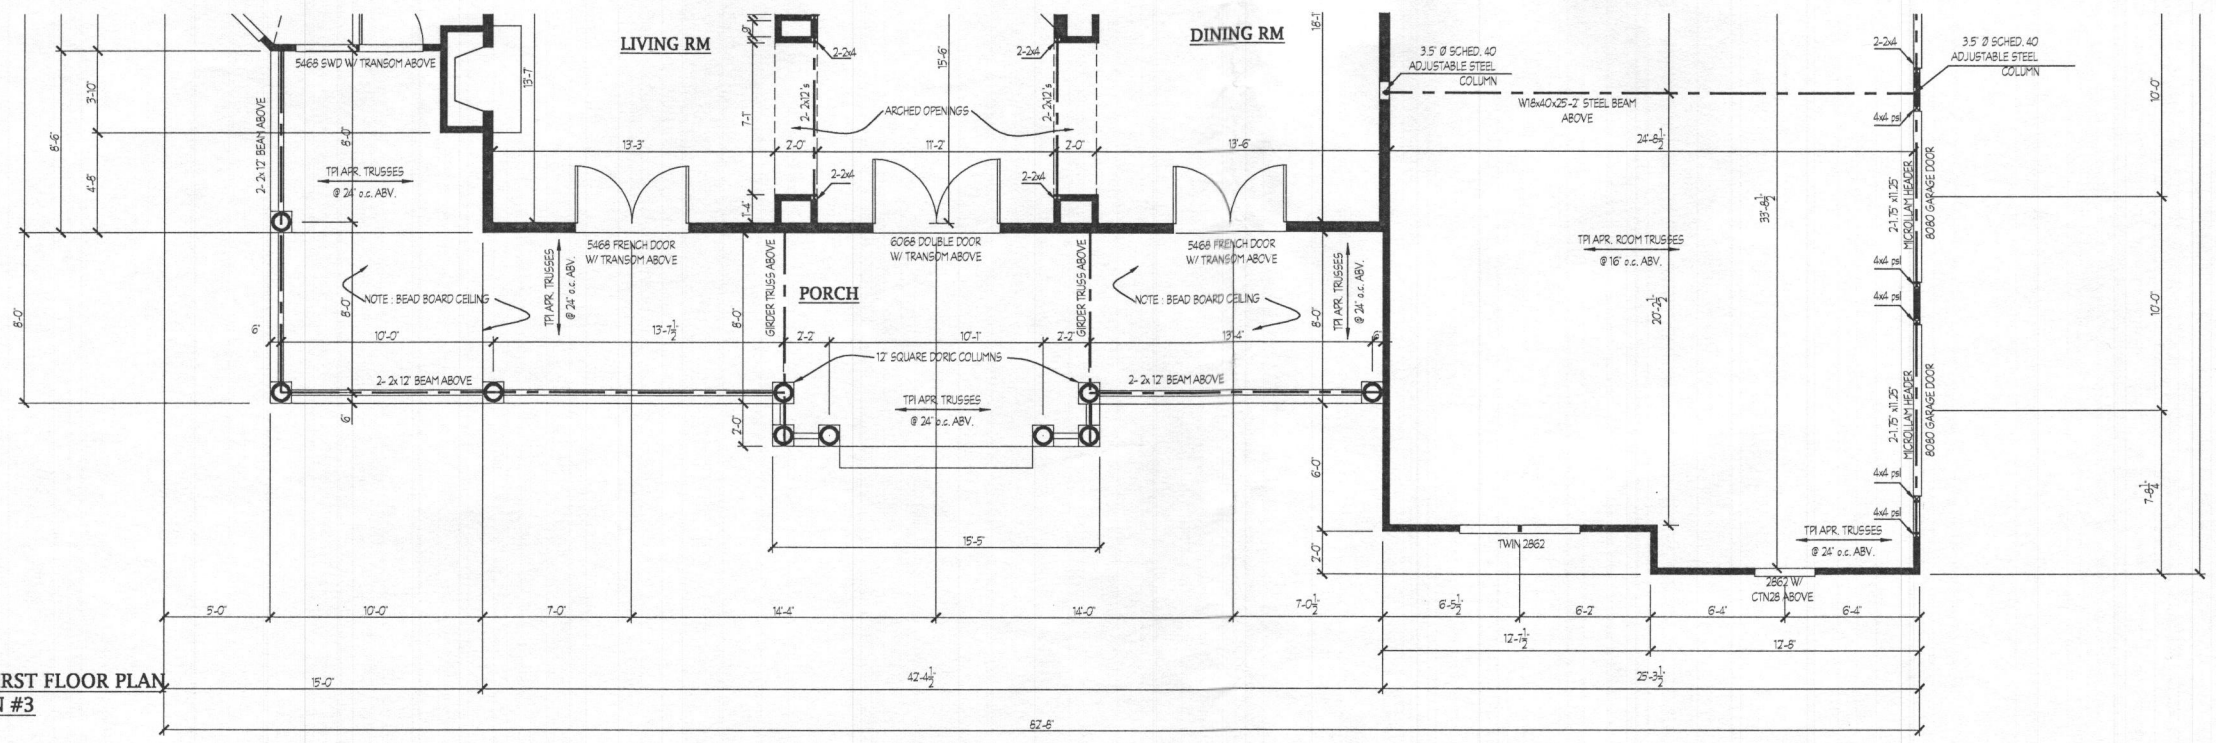 LIVING RM
DINING RM
2-2x4
2-2x4
2-2x4
3.5" Ø SCHED. 40
ADJUSTABLE STEEL
COLUMN
3.5" Ø SCHED. 40
ADJUSTABLE STEEL
COLUMN
5468 SWD W/ TRANSOM ABOVE
13'-7
15'-6"
18'-1"
W18x40x25'-2" STEEL BEAM
ABOVE
4x4 psl
3'-10"
8'-6"
4'-8"
8'-0"
2- 2x12" BEAM ABOVE
7'-1"
2- 2x12's
ARCHED OPENINGS
2- 2x12's
10'-0"
13'-3"
2'-0"
11'-2"
2'-0"
13'-6"
24'-8 1/2"
TPI APR. TRUSSES
@ 24" o.c. ABV.
2-2x4
2-2x4
1'-4"
33'-8 1/2"
2-1.75" x11.25"
MICROLLAM HEADER
8080 GARAGE DOOR
5468 FRENCH DOOR
W/ TRANSOM ABOVE
6068 DOUBLE DOOR
W/ TRANSOM ABOVE
5468 FRENCH DOOR
W/ TRANSOM ABOVE
TPI APR. ROOM TRUSSES
@ 16" o.c. ABV.
4x4 psl
4x4 psl
TPI APR. TRUSSES
@ 24" o.c. ABV.
GIRDER TRUSS ABOVE
PORCH
GIRDER TRUSS ABOVE
TPI APR. TRUSSES
@ 24" o.c. ABV.
NOTE : BEAD BOARD CEILING
NOTE : BEAD BOARD CEILING
8'-0"
8'-0"
8'-0"
8'-0"
20'-2 1/2"
10'-0"
6"
10'-0"
13'-7 1/2"
2'-2"
10'-1"
2'-2"
13'-4"
6"
12" SQUARE DORIC COLUMNS
2- 2x12" BEAM ABOVE
2- 2x12" BEAM ABOVE
TPI APR. TRUSSES
@ 24" o.c. ABV.
6"
2'-0"
2-1.75" x11.25"
MICROLLAM HEADER
8080 GARAGE DOOR
6'-0"
4x4 psl
7'-8 1/4"
4x4 psl
15'-5"
TWIN 2862
TPI APR. TRUSSES
@ 24" o.c. ABV.
2'-0"
2862 W/
CTN28 ABOVE
5'-0"
10'-0"
7'-0"
14'-4"
14'-0"
7'-0 1/2"
6'-5 1/2"
6'-2"
6'-4"
6'-4"
12'-7 1/2"
12'-8"
RST FLOOR PLAN
#3
15'-0"
42'-4 1/2"
25'-3 1/2"
82'-8"